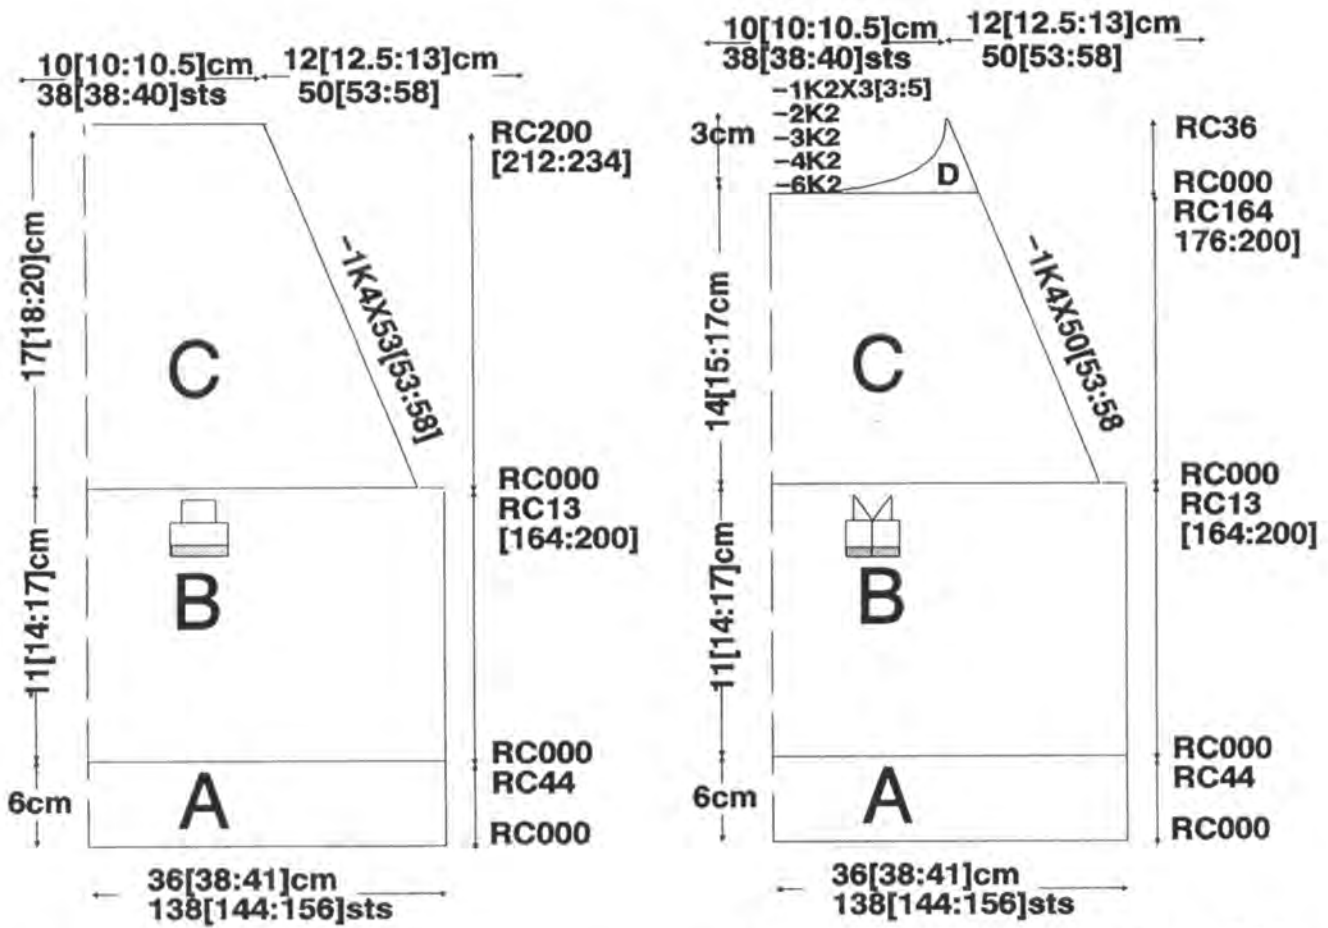 10[10:10.5]cm
38[38:40]sts
12[12.5:13]cm
50[53:58]
RC200
[212:234]
17[18:20]cm
C
-1K4X53[53:58]
RC000
RC13
[164:200]
11[14:17]cm
B
RC000
RC44
6cm
A
RC000
36[38:41]cm
138[144:156]sts
10[10:10.5]cm
38[38:40]sts
12[12.5:13]cm
50[53:58]
-1K2X3[3:5]
-2K2
-3K2
-4K2
-6K2
3cm
D
RC36
RC000
RC164
176:200]
14[15:17cm
C
-1K4X50[53:58
RC000
RC13
[164:200]
11[14:17]cm
B
RC000
RC44
6cm
A
RC000
36[38:41]cm
138[144:156]sts